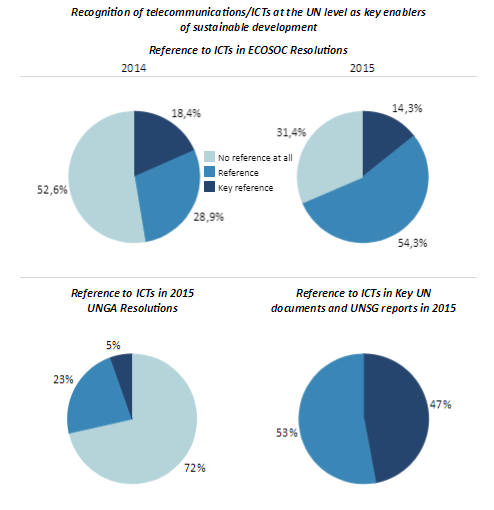 Recognition of telecommunications/ICTs at the UN level as key enablers
of sustainable development
Reference to ICTs in ECOSOC Resolutions
2014
2015
18,4%
52,6%
28,9%
No reference at all
Reference
Key reference
14,3%
31,4%
54,3%
Reference to ICTs in 2015
UNGA Resolutions
5%
23%
72%
Reference to ICTs in Key UN
documents and UNSG reports in 2015
47%
53%